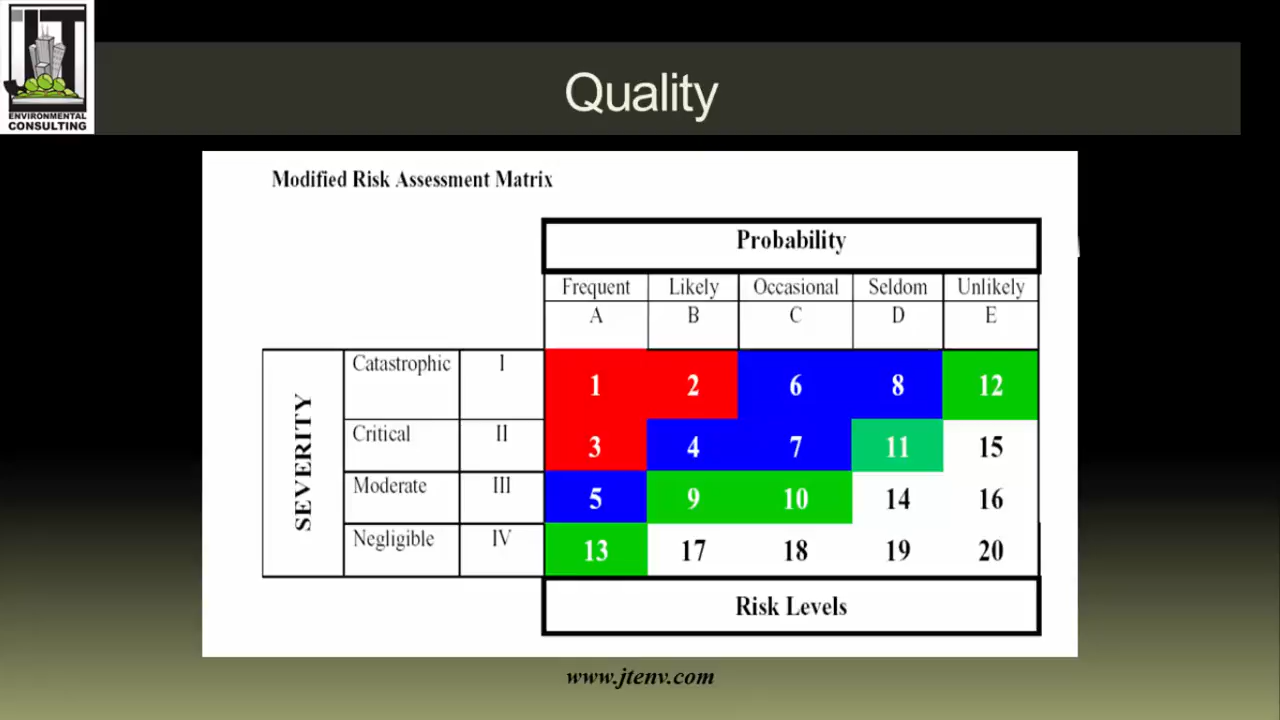 JT
ENVIRONMENTAL
CONSULTING
Quality
Modified Risk Assessment Matrix
Probability
Frequent Likely Occasional Seldom Unlikely
A B C D E
SEVERITY
Catastrophic I 1 2 6 8 12
Critical II 3 4 7 11 15
Moderate III 5 9 10 14 16
Negligible IV 13 17 18 19 20
Risk Levels
www.jtenv.com